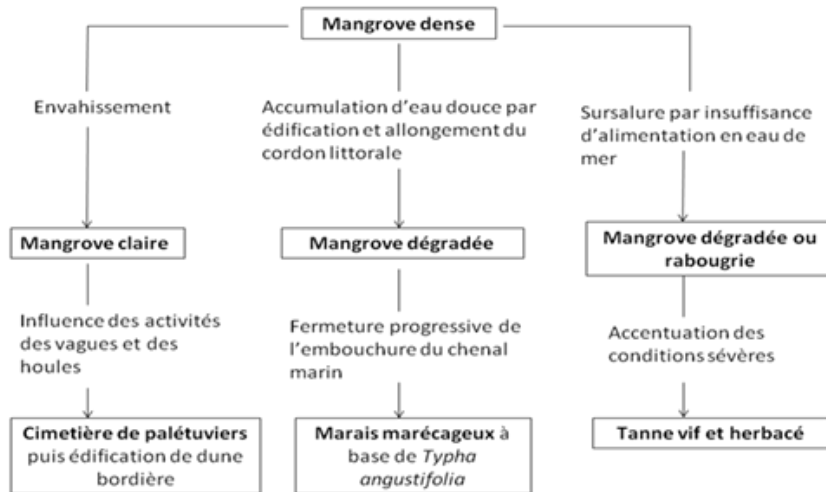 Mangrove dense
Envahissement
Accumulation d'eau douce par
édification et allongement du
cordon littorale
Sursalure par insuffisance
d'alimentation en eau de
mer
Mangrove claire
Mangrove dégradée
Mangrove dégradée ou
rabougrie
Influence des activités
des vagues et des
houles
Fermeture progressive de
l'embouchure du chenal
marin
Accentuation des
conditions sévères
Cimetière de palétuviers
puis édification de dune
bordière
Marais marécageux à
base de Typha
angustifolia
Tanne vif et herbacé